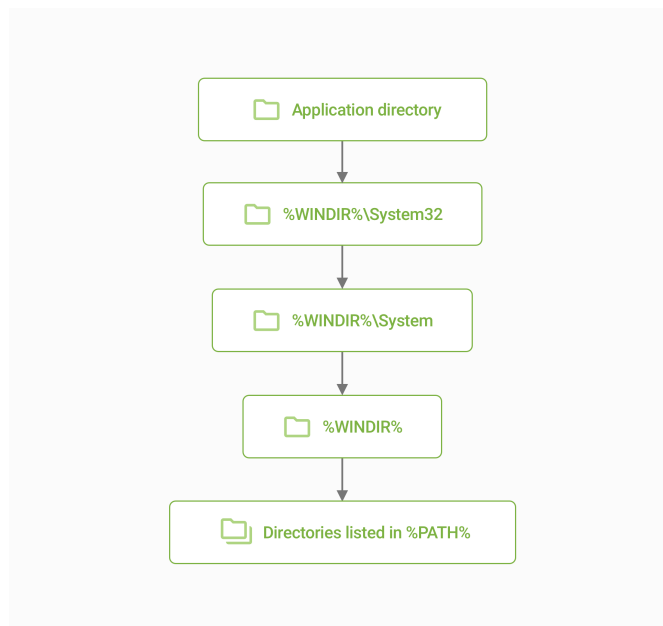 Application directory
%WINDIR%\System32
%WINDIR%\System
%WINDIR%
Directories listed in %PATH%